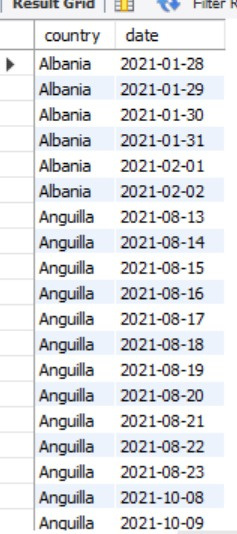 Result Grid Filter R
country date
Albania 2021-01-28
Albania 2021-01-29
Albania 2021-01-30
Albania 2021-01-31
Albania 2021-02-01
Albania 2021-02-02
Anguilla 2021-08-13
Anguilla 2021-08-14
Anguilla 2021-08-15
Anguilla 2021-08-16
Anguilla 2021-08-17
Anguilla 2021-08-18
Anguilla 2021-08-19
Anguilla 2021-08-20
Anguilla 2021-08-21
Anguilla 2021-08-22
Anguilla 2021-08-23
Anguilla 2021-10-08
Anguilla 2021-10-09